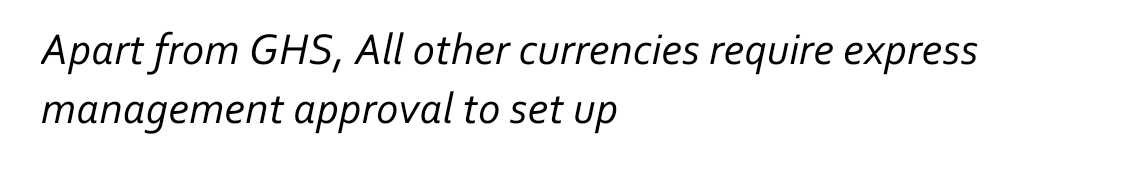 Apart from GHS, All other currencies require express
management approval to set up